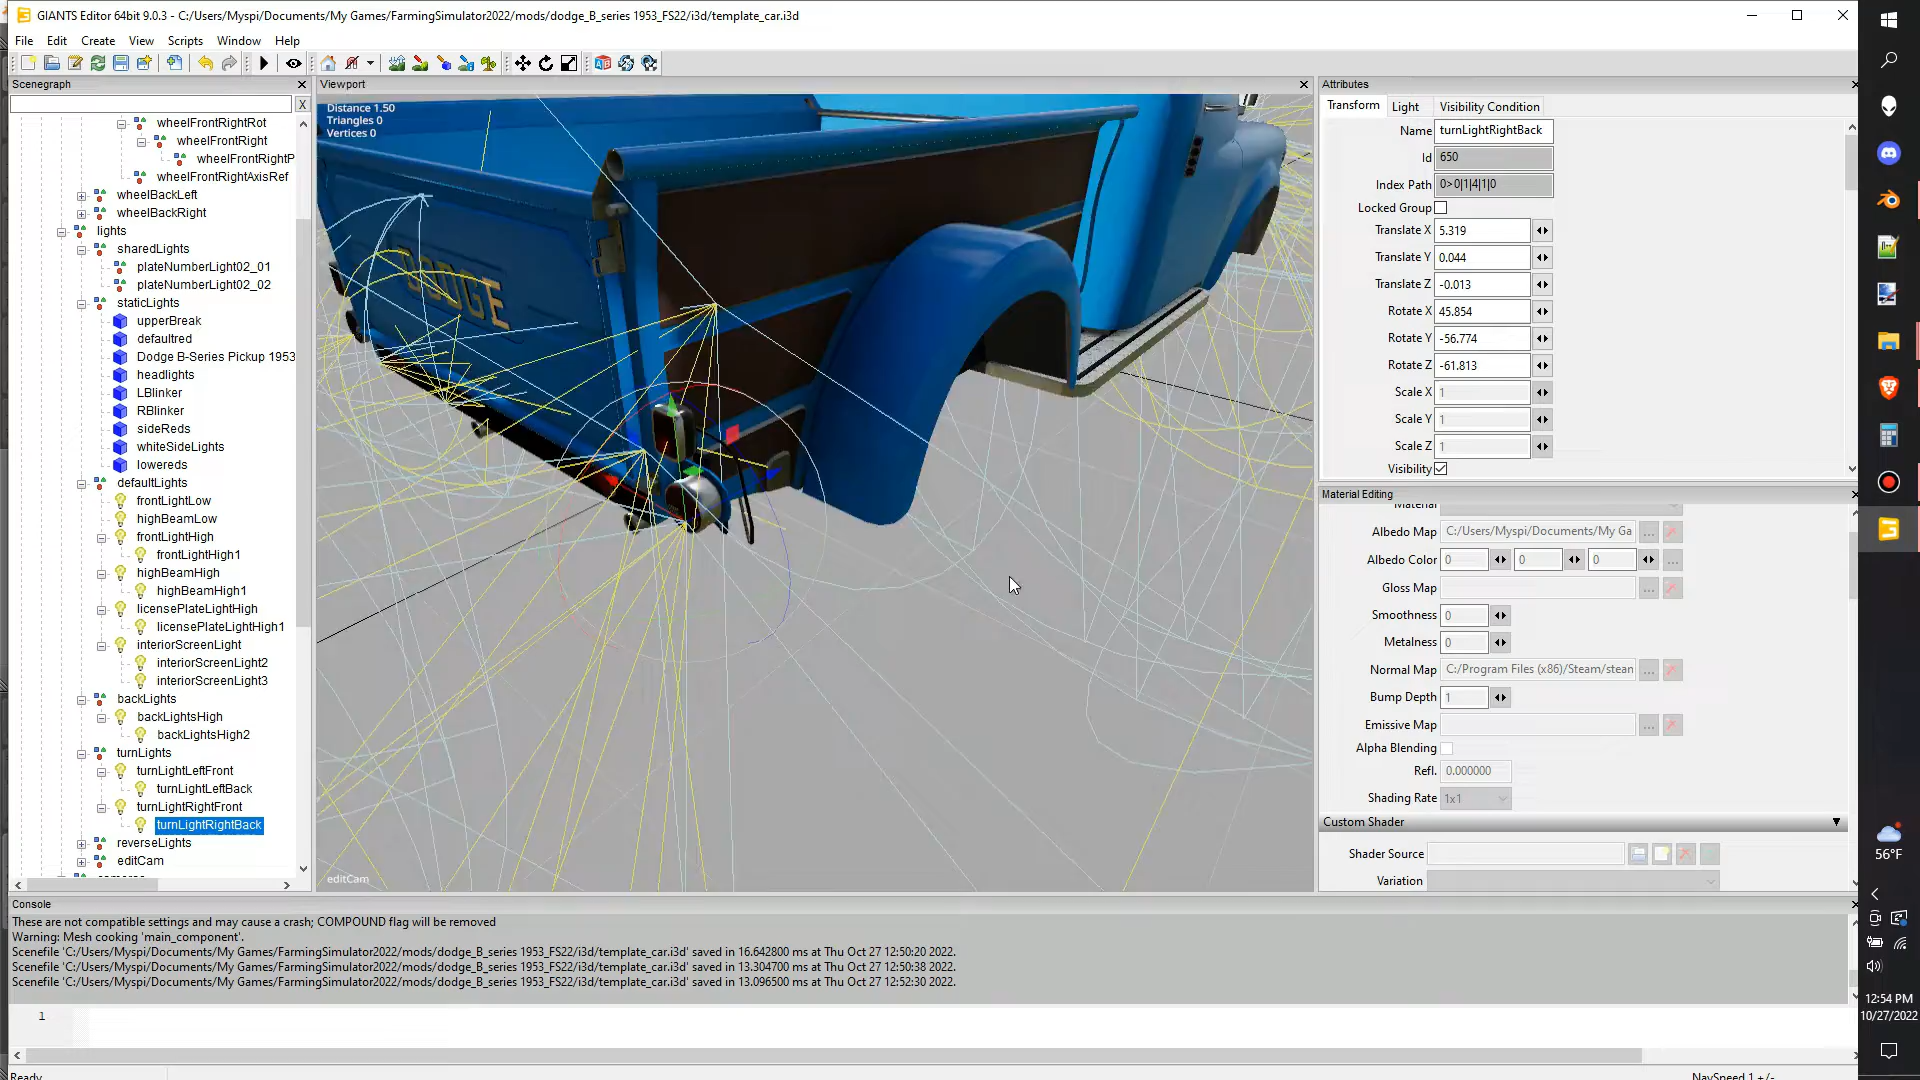 GIANTS Editor 64bit 9.0.3 - C:/Users/Myspi/Documents/My Games/FarmingSimulator2022/mods/dodge_B_series 1953_FS22/i3d/template_car.i3d
File Edit Create View Scripts Window Help
Scenegraph
X
wheelFrontRightRot
wheelFrontRight
wheelFrontRightP
wheelFrontRightAxisRef
wheelBackLeft
wheelBackRight
lights
sharedLights
plateNumberLight02_01
plateNumberLight02_02
staticLights
upperBreak
defaultred
Dodge B-Series Pickup 1953
headlights
LBlinker
RBlinker
sideReds
whiteSideLights
lowereds
defaultLights
frontLightLow
highBeamLow
frontLightHigh
frontLightHigh1
highBeamHigh
highBeamHigh1
licensePlateLightHigh
licensePlateLightHigh1
interiorScreenLight
interiorScreenLight2
interiorScreenLight3
backLights
backLightsHigh
backLightsHigh2
turnLights
turnLightLeftFront
turnLightLeftBack
turnLightRightFront
turnLightRightBack
reverseLights
editCam
Viewport
Distance 1.50
Triangles 0
Vertices 0
DODGE
editCam
Attributes
Transform Light Visibility Condition
Name turnLightRightBack
Id 650
Index Path 0>0|1|4|1|0
Locked Group
Translate X 5.319
Translate Y 0.044
Translate Z -0.013
Rotate X 45.854
Rotate Y -56.774
Rotate Z -61.813
Scale X 1
Scale Y 1
Scale Z 1
Visibility
Material Editing
Material
Albedo Map C:/Users/Myspi/Documents/My Ga ...
Albedo Color 0 0 0 ...
Gloss Map ...
Smoothness 0
Metalness 0
Normal Map C:/Program Files (x86)/Steam/stean ...
Bump Depth 1
Emissive Map ...
Alpha Blending
Refl. 0.000000
Shading Rate 1x1
Custom Shader
Shader Source
Variation
Console
These are not compatible settings and may cause a crash; COMPOUND flag will be removed
Warning: Mesh cooking 'main_component'.
Scenefile 'C:/Users/Myspi/Documents/My Games/FarmingSimulator2022/mods/dodge_B_series 1953_FS22/i3d/template_car.i3d' saved in 16.642800 ms at Thu Oct 27 12:50:20 2022.
Scenefile 'C:/Users/Myspi/Documents/My Games/FarmingSimulator2022/mods/dodge_B_series 1953_FS22/i3d/template_car.i3d' saved in 13.304700 ms at Thu Oct 27 12:50:38 2022.
Scenefile 'C:/Users/Myspi/Documents/My Games/FarmingSimulator2022/mods/dodge_B_series 1953_FS22/i3d/template_car.i3d' saved in 13.096500 ms at Thu Oct 27 12:52:30 2022.
1
Ready
NavSpeed 1 +/-
56°F
12:54 PM
10/27/2022